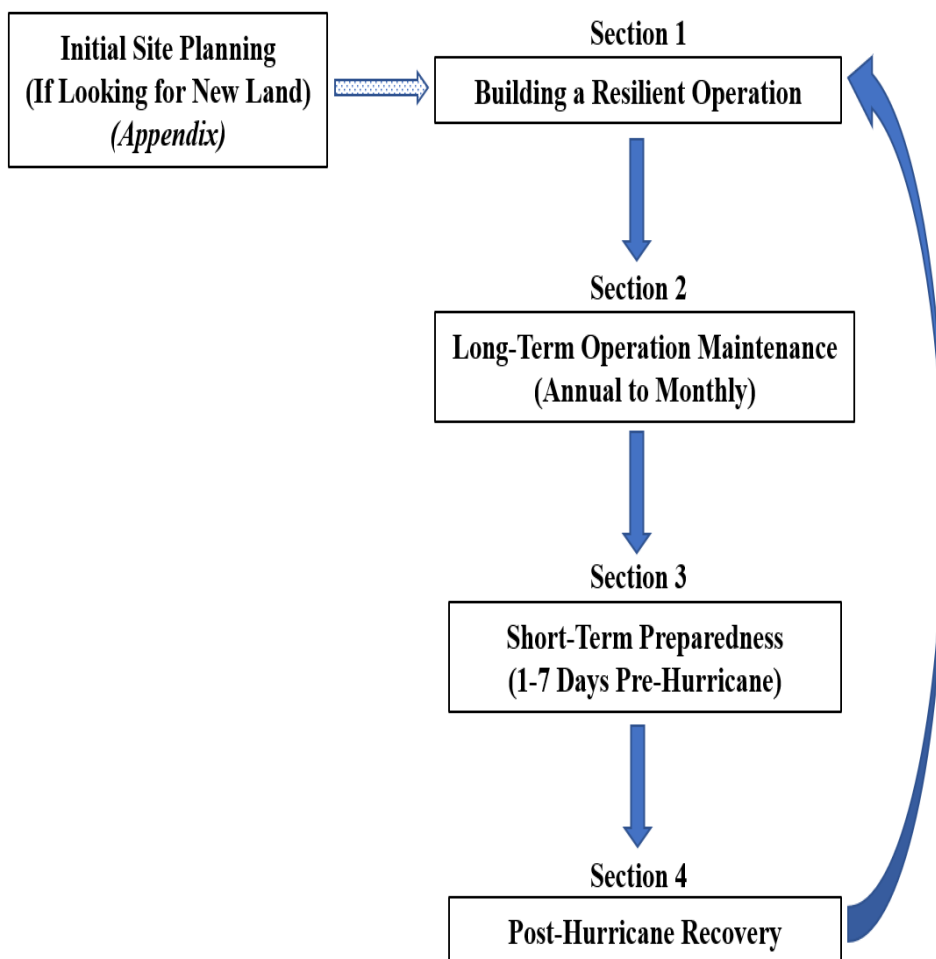 Initial Site Planning
(If Looking for New Land)
(Appendix)
Section 1
Building a Resilient Operation
Section 2
Long-Term Operation Maintenance
(Annual to Monthly)
Section 3
Short-Term Preparedness
(1-7 Days Pre-Hurricane)
Section 4
Post-Hurricane Recovery